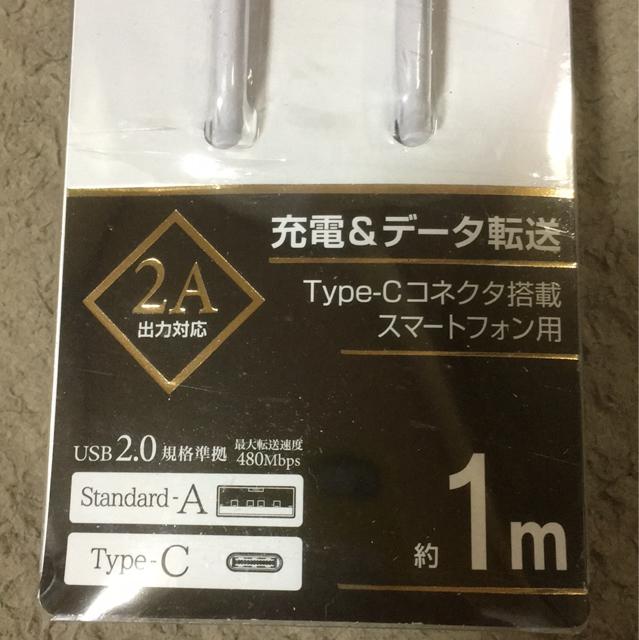 充電&データ転送
2A
出力対応
Type-Cコネクタ搭載
スマートフォン用
USB 2.0 規格準拠 最大転送速度
480Mbps
Standard-A
Type-C
約1m